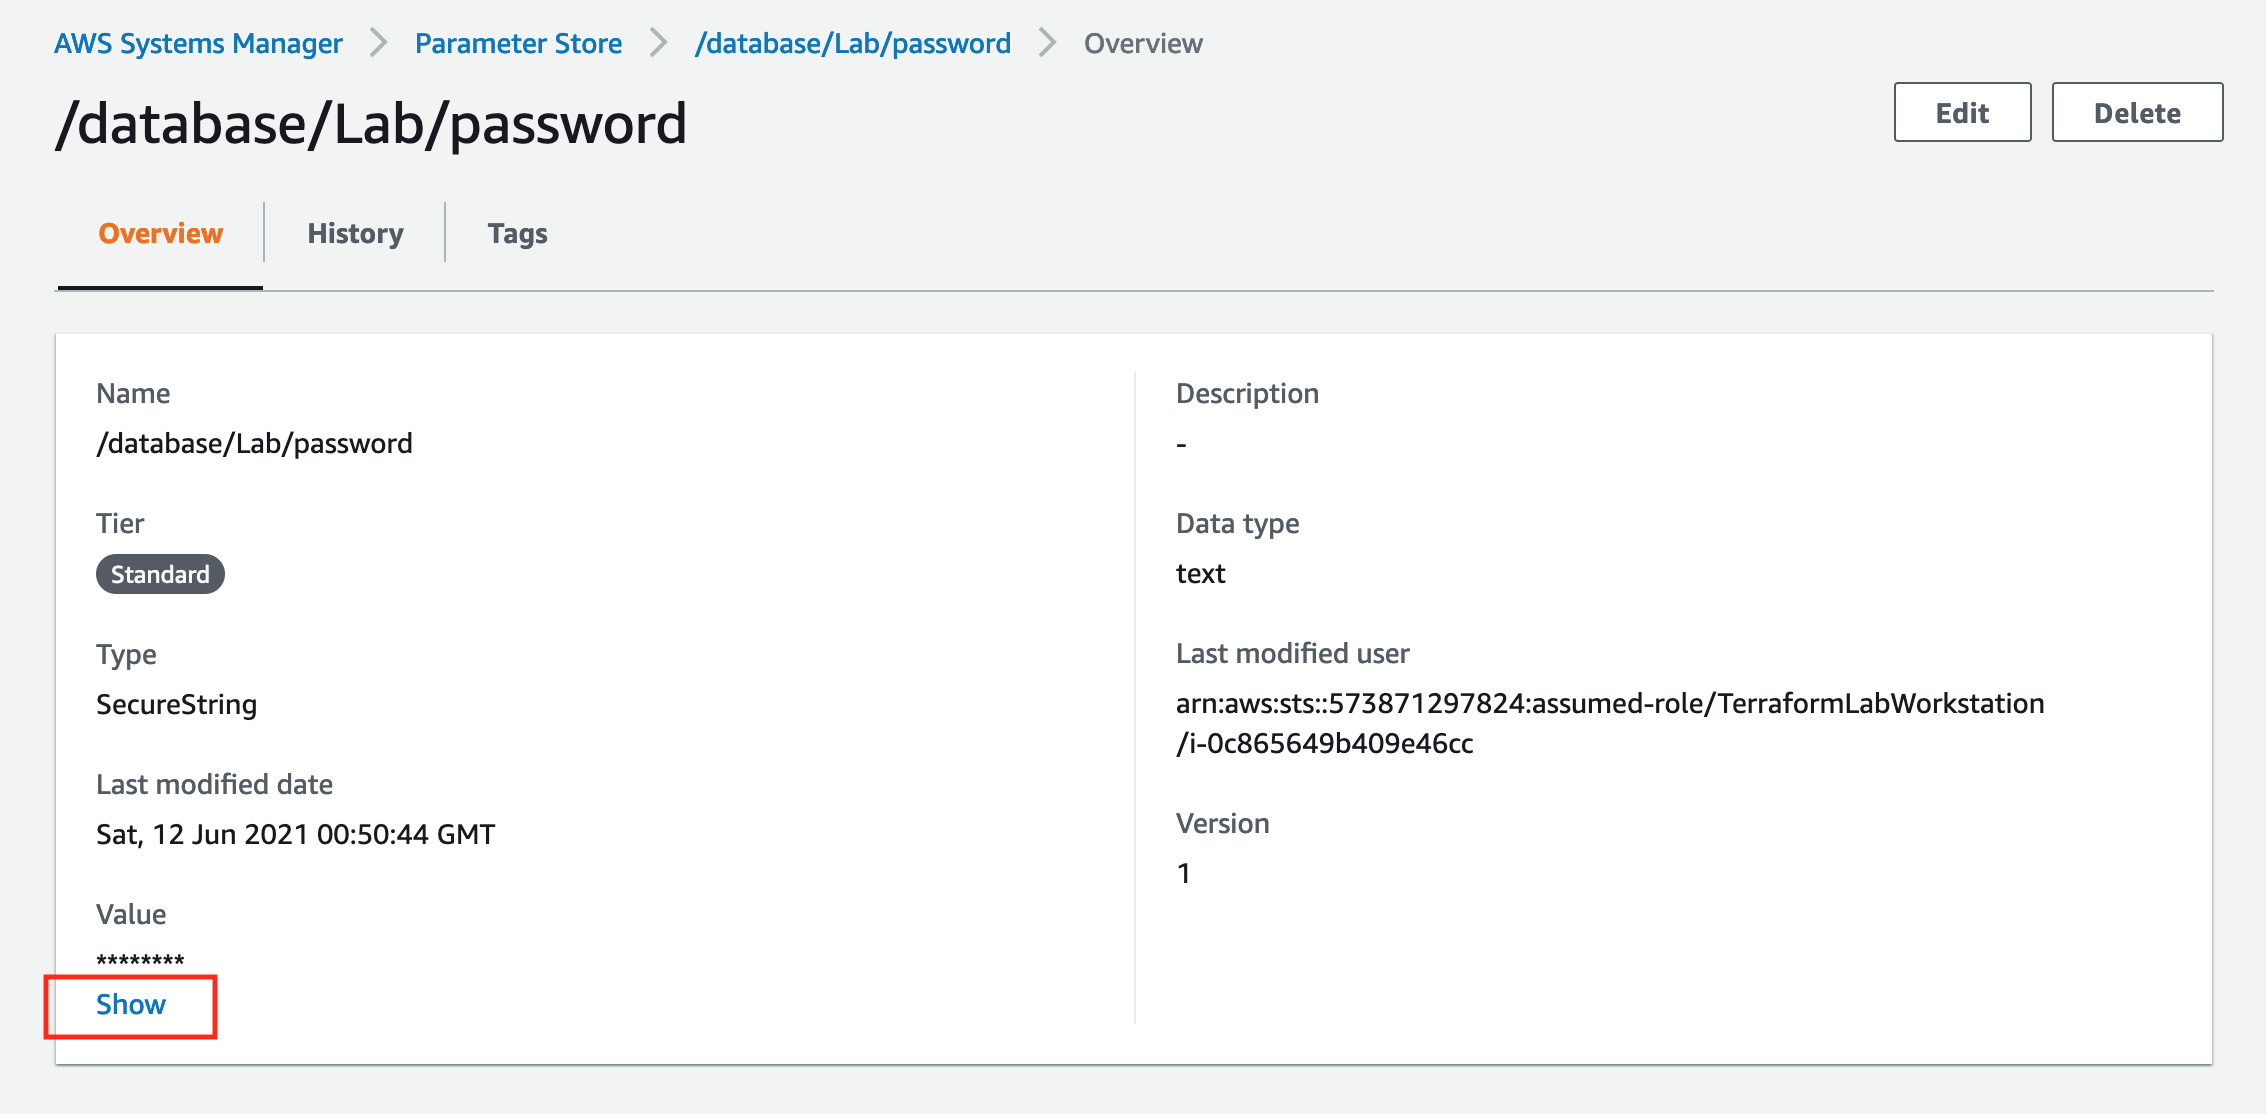 AWS Systems Manager > Parameter Store > /database/Lab/password > Overview
/database/Lab/password
Edit
Delete
Overview
History
Tags
Name
/database/Lab/password
Tier
Standard
Type
SecureString
Last modified date
Sat, 12 Jun 2021 00:50:44 GMT
Value
********
Show
Description
-
Data type
text
Last modified user
arn:aws:sts::573871297824:assumed-role/TerraformLabWorkstation
/i-0c865649b409e46cc
Version
1